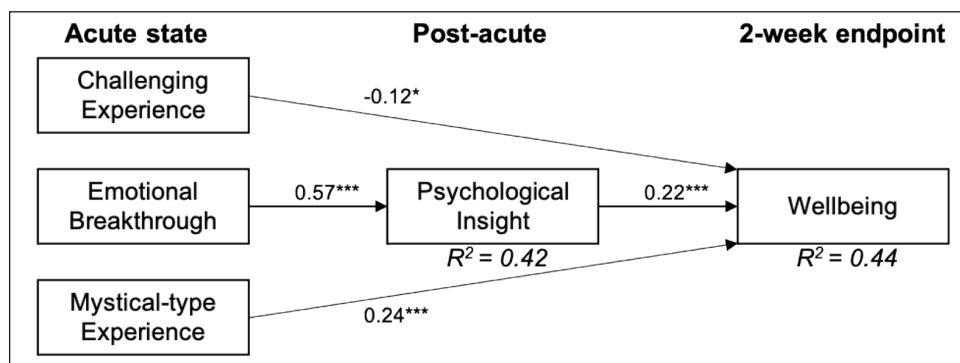 Acute state
Post-acute
2-week endpoint
Challenging
Experience
-0.12*
Emotional
Breakthrough
0.57***
Psychological
Insight
0.22***
Wellbeing
R² = 0.42
R² = 0.44
Mystical-type
Experience
0.24***